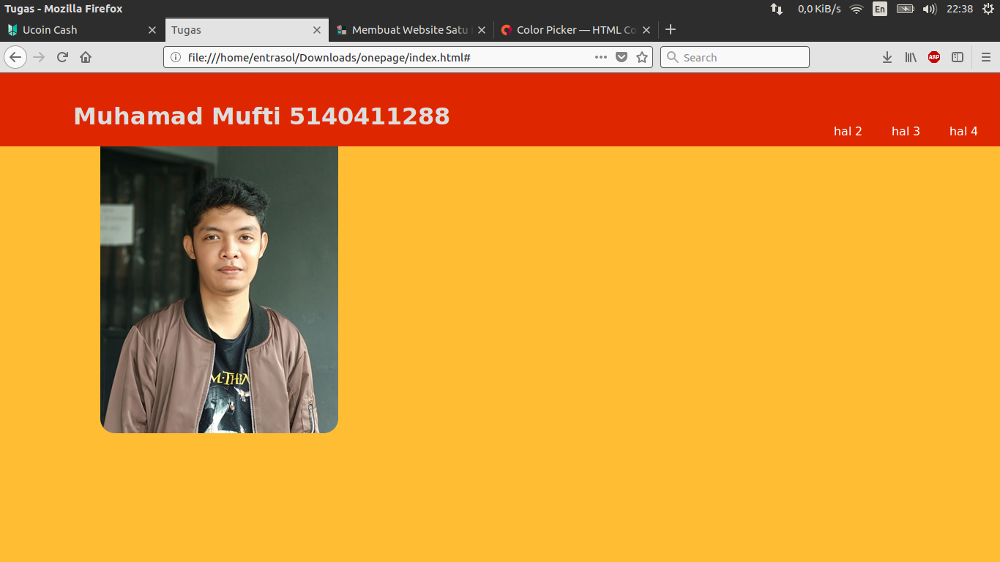 Tugas - Mozilla Firefox
0,0 KiB/s
En
22:38
Ucoin Cash
Tugas
Membuat Website Satu
Color Picker — HTML Co
file:///home/entrasol/Downloads/onepage/index.html#
Search
ABP
Muhamad Mufti 5140411288
hal 2
hal 3
hal 4